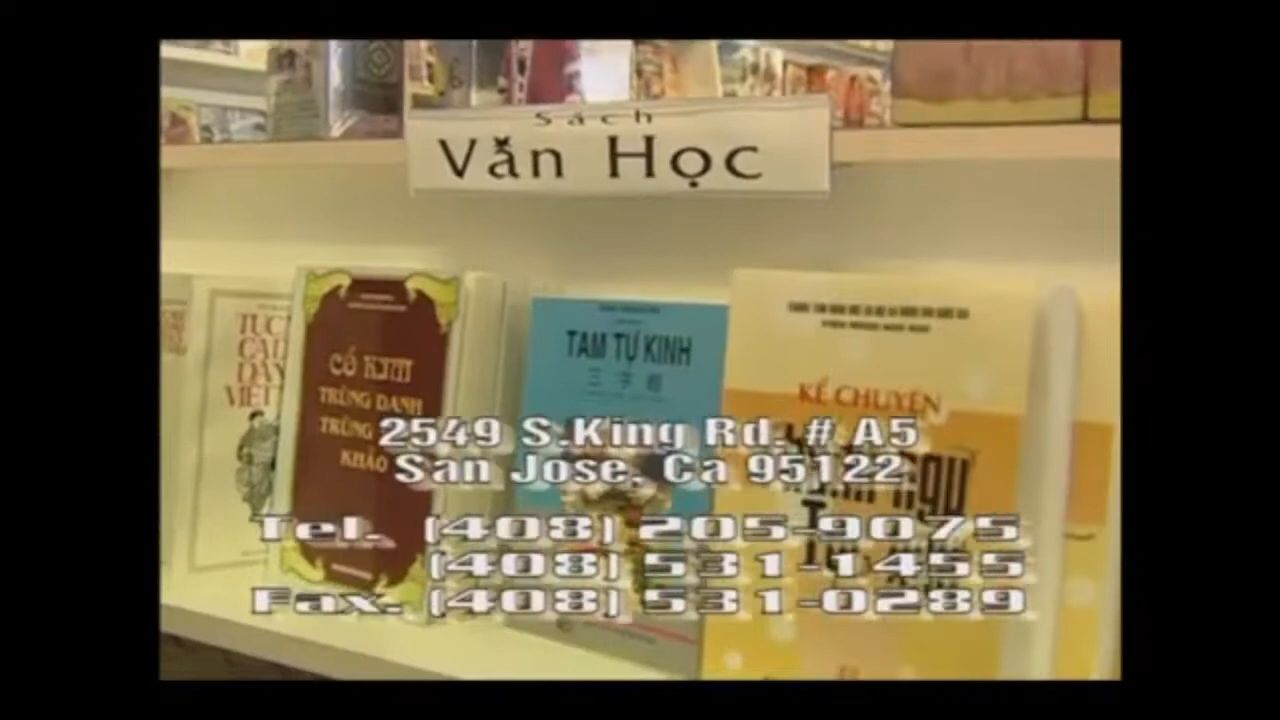 Sách
Văn Học
TỤC
VIỆT
CỔ KIM
TRÙNG DANH
TRÙNG
KHẢO
TAM TỰ KINH
三字經
KỂ CHUYỆN
2549 S.King Rd. # A5
San Jose, Ca 95122
Tel. (408) 205-9075
(408) 531-1455
Fax. (408) 531-0289